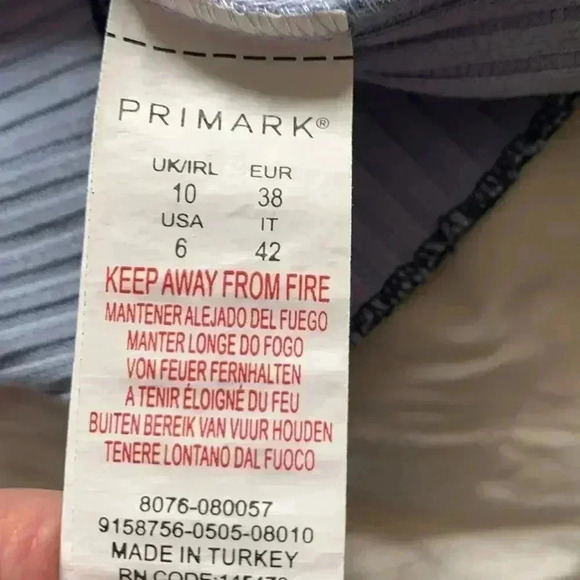 PRIMARK®
UK/IRL EUR
10 38
USA IT
6 42
KEEP AWAY FROM FIRE
MANTENER ALEJADO DEL FUEGO
MANTER LONGE DO FOGO
VON FEUER FERNHALTEN
A TENIR ÉLOIGNÉ DU FEU
BUITEN BEREIK VAN VUUR HOUDEN
TENERE LONTANO DAL FUOCO
8076-080057
9158756-0505-08010
MADE IN TURKEY
RN CODE: